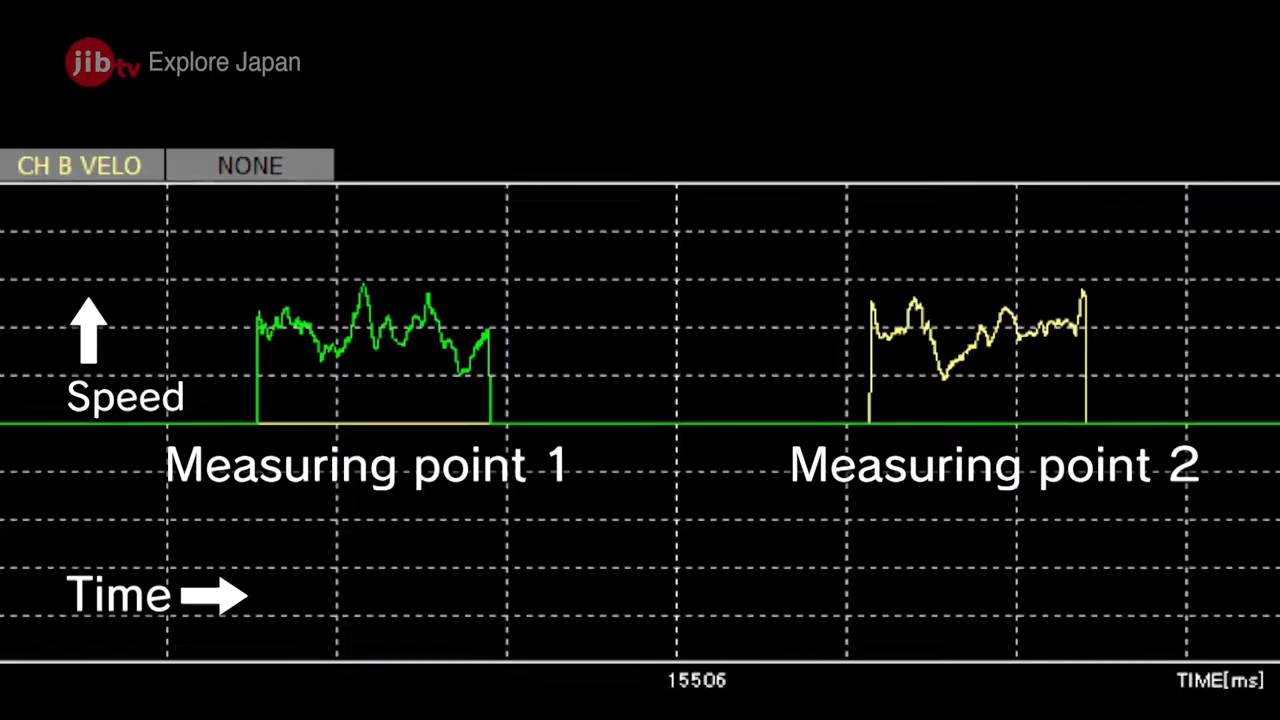 jibtv Explore Japan
CH B VELO NONE
Speed
Measuring point 1 Measuring point 2
Time
15506 TIME[ms]